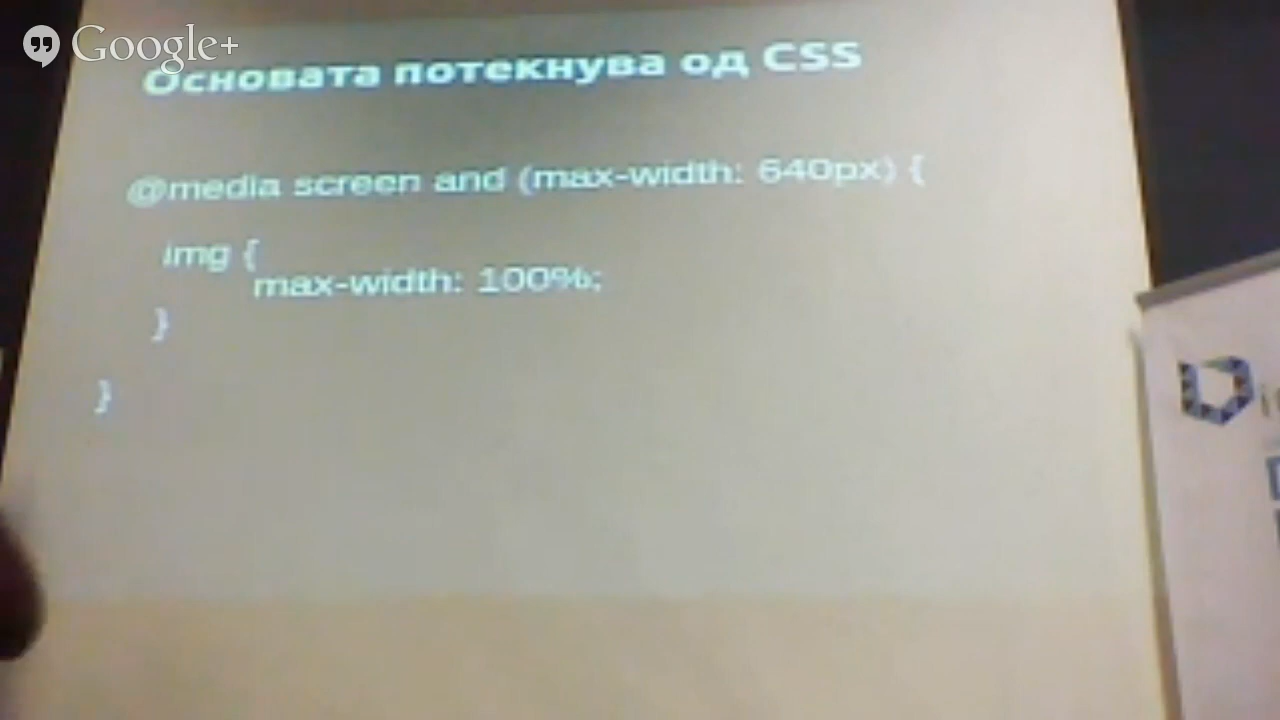 Google+
Основата потекнува од CSS
@media screen and (max-width: 640px) {
img {
max-width: 100%;
}
}